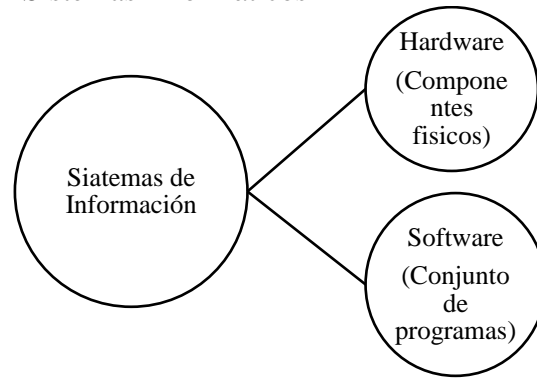 Siatemas de
Información
Hardware
(Compone
ntes
fisicos)
Software
(Conjunto
de
programas)